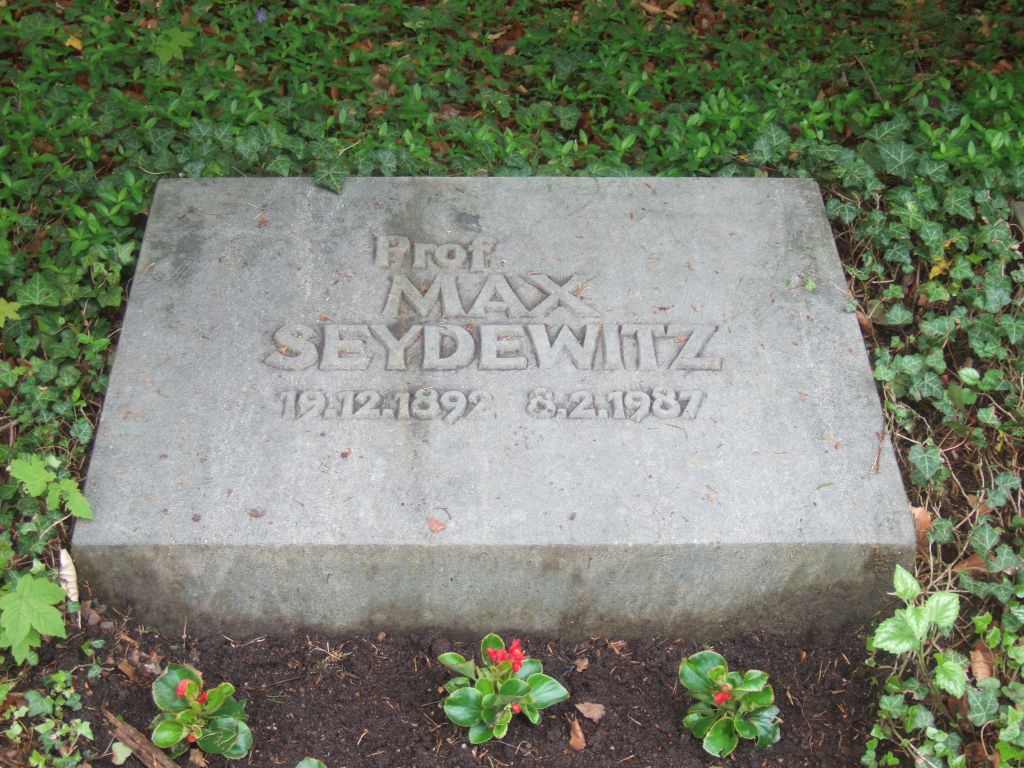 Prof.
MAX
SEYDEWITZ
19.12.1892 8.2.1987